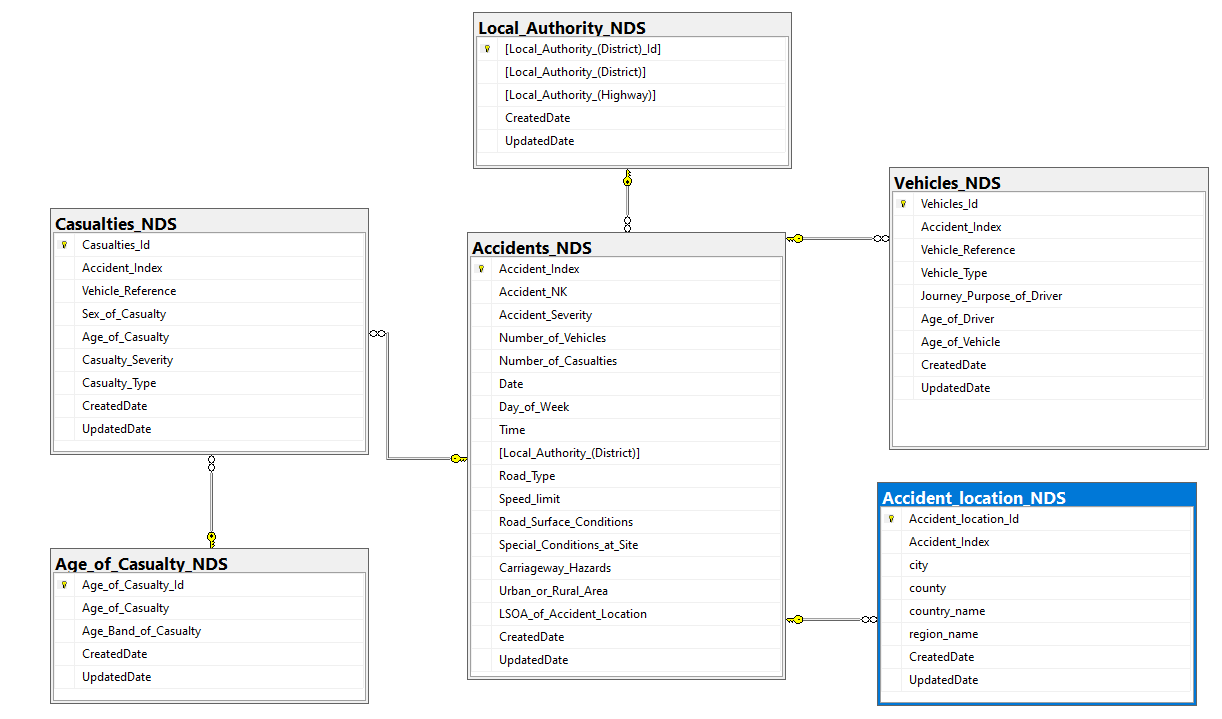 Local_Authority_NDS
[Local_Authority_(District)_Id]
[Local_Authority_(District)]
[Local_Authority_(Highway)]
CreatedDate
UpdatedDate
Vehicles_NDS
Vehicles_Id
Accident_Index
Vehicle_Reference
Vehicle_Type
Journey_Purpose_of_Driver
Age_of_Driver
Age_of_Vehicle
CreatedDate
UpdatedDate
Casualties_NDS
Casualties_Id
Accident_Index
Vehicle_Reference
Sex_of_Casualty
Age_of_Casualty
Casualty_Severity
Casualty_Type
CreatedDate
UpdatedDate
Accidents_NDS
Accident_Index
Accident_NK
Accident_Severity
Number_of_Vehicles
Number_of_Casualties
Date
Day_of_Week
Time
[Local_Authority_(District)]
Road_Type
Speed_limit
Road_Surface_Conditions
Special_Conditions_at_Site
Carriageway_Hazards
Urban_or_Rural_Area
LSOA_of_Accident_Location
CreatedDate
UpdatedDate
Accident_location_NDS
Accident_location_Id
Accident_Index
city
county
country_name
region_name
CreatedDate
UpdatedDate
Age_of_Casualty_NDS
Age_of_Casualty_Id
Age_of_Casualty
Age_Band_of_Casualty
CreatedDate
UpdatedDate